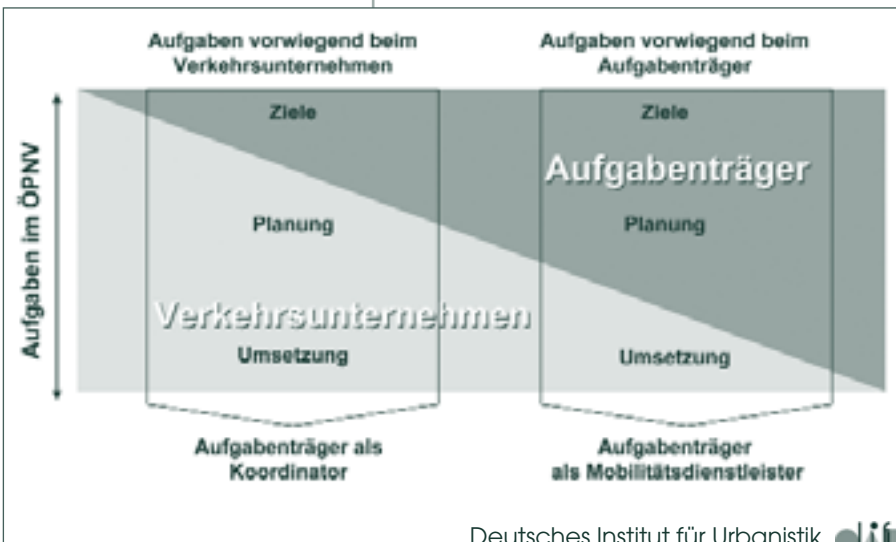 Aufgaben vorwiegend beim
Verkehrsunternehmen
Aufgaben vorwiegend beim
Aufgabenträger
Aufgaben im ÖPNV
Ziele
Ziele
Aufgabenträger
Planung
Planung
Verkehrsunternehmen
Umsetzung
Umsetzung
Aufgabenträger als
Koordinator
Aufgabenträger
als Mobilitätsdienstleister
Deutsches Institut für Urbanistik